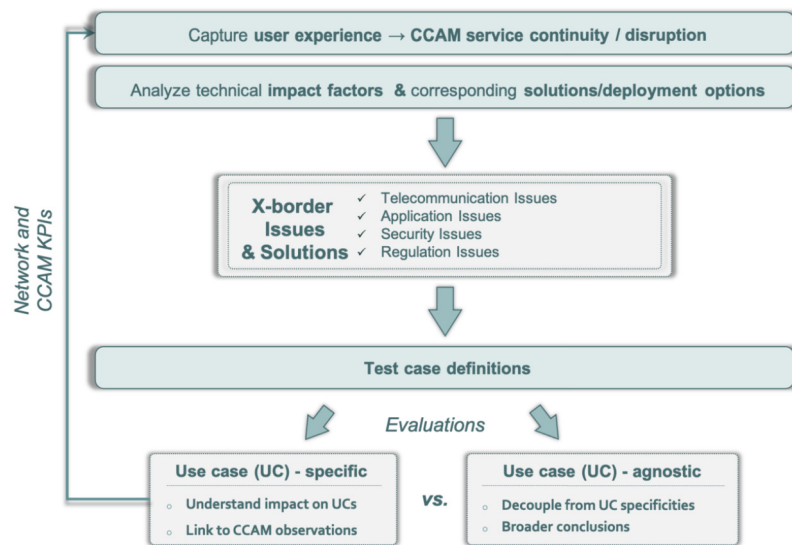 Capture user experience → CCAM service continuity / disruption
Analyze technical impact factors & corresponding solutions/deployment options
X-border
Issues
& Solutions
✓ Telecommunication Issues
✓ Application Issues
✓ Security Issues
✓ Regulation Issues
Network and
CCAM KPIs
Test case definitions
Evaluations
Use case (UC) - specific
○ Understand impact on UCs
○ Link to CCAM observations
vs.
Use case (UC) - agnostic
○ Decouple from UC specificities
○ Broader conclusions